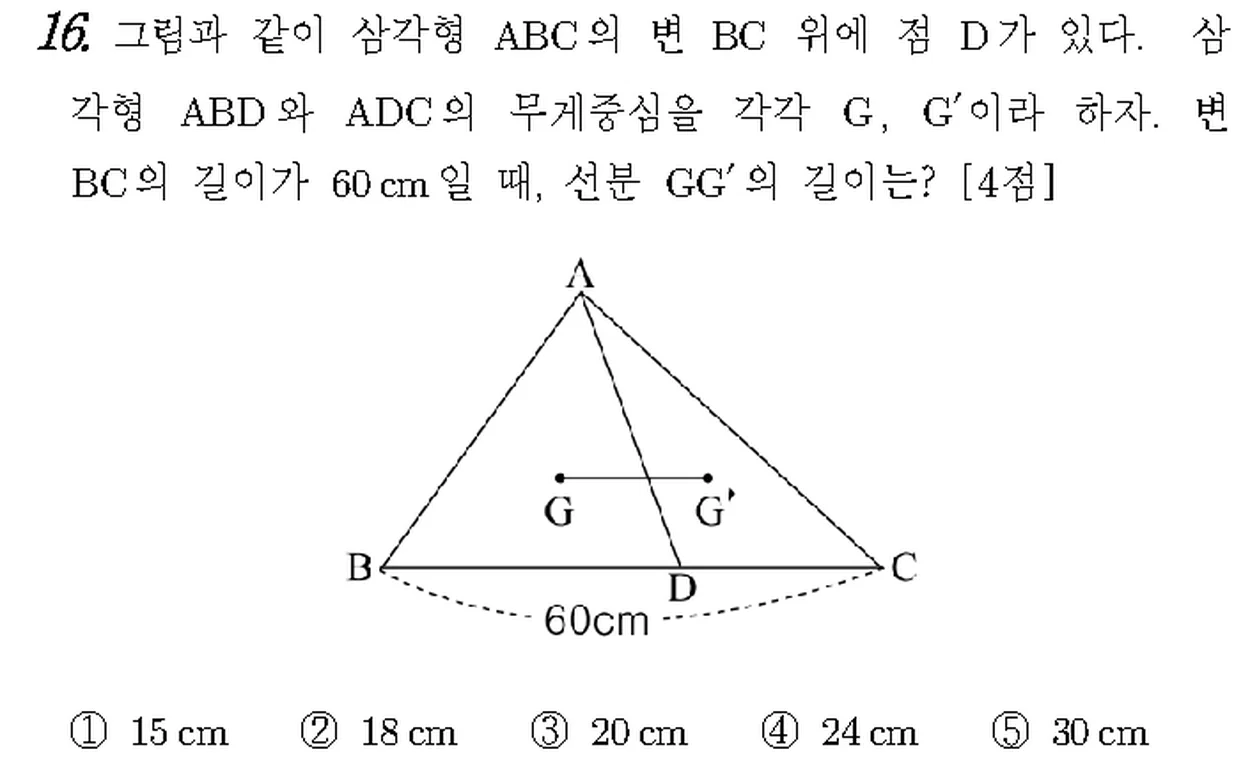 16. 그림과 같이 삼각형 ABC의 변 BC 위에 점 D가 있다. 삼
각형 ABD와 ADC의 무게중심을 각각 G, G′이라 하자. 변
BC의 길이가 60 cm일 때, 선분 GG′의 길이는? [4점]
A
G G'
B D C
60cm
① 15 cm ② 18 cm ③ 20 cm ④ 24 cm ⑤ 30 cm